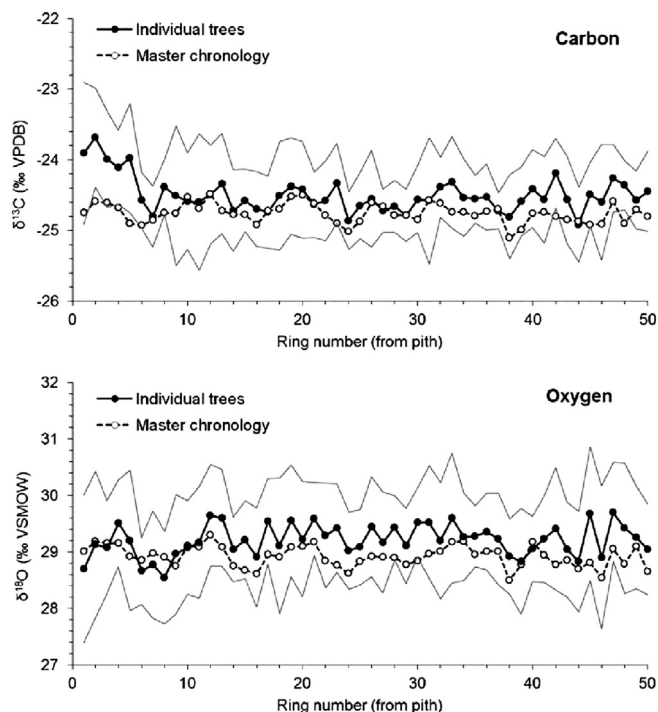 -22
Individual trees
Carbon
Master chronology
-23
-24
-25
-26
δ¹³C (‰ VPDB)
0 10 20 30 40 50
Ring number (from pith)
32
Individual trees
Oxygen
Master chronology
31
30
29
28
27
δ¹⁸O (‰ VSMOW)
0 10 20 30 40 50
Ring number (from pith)